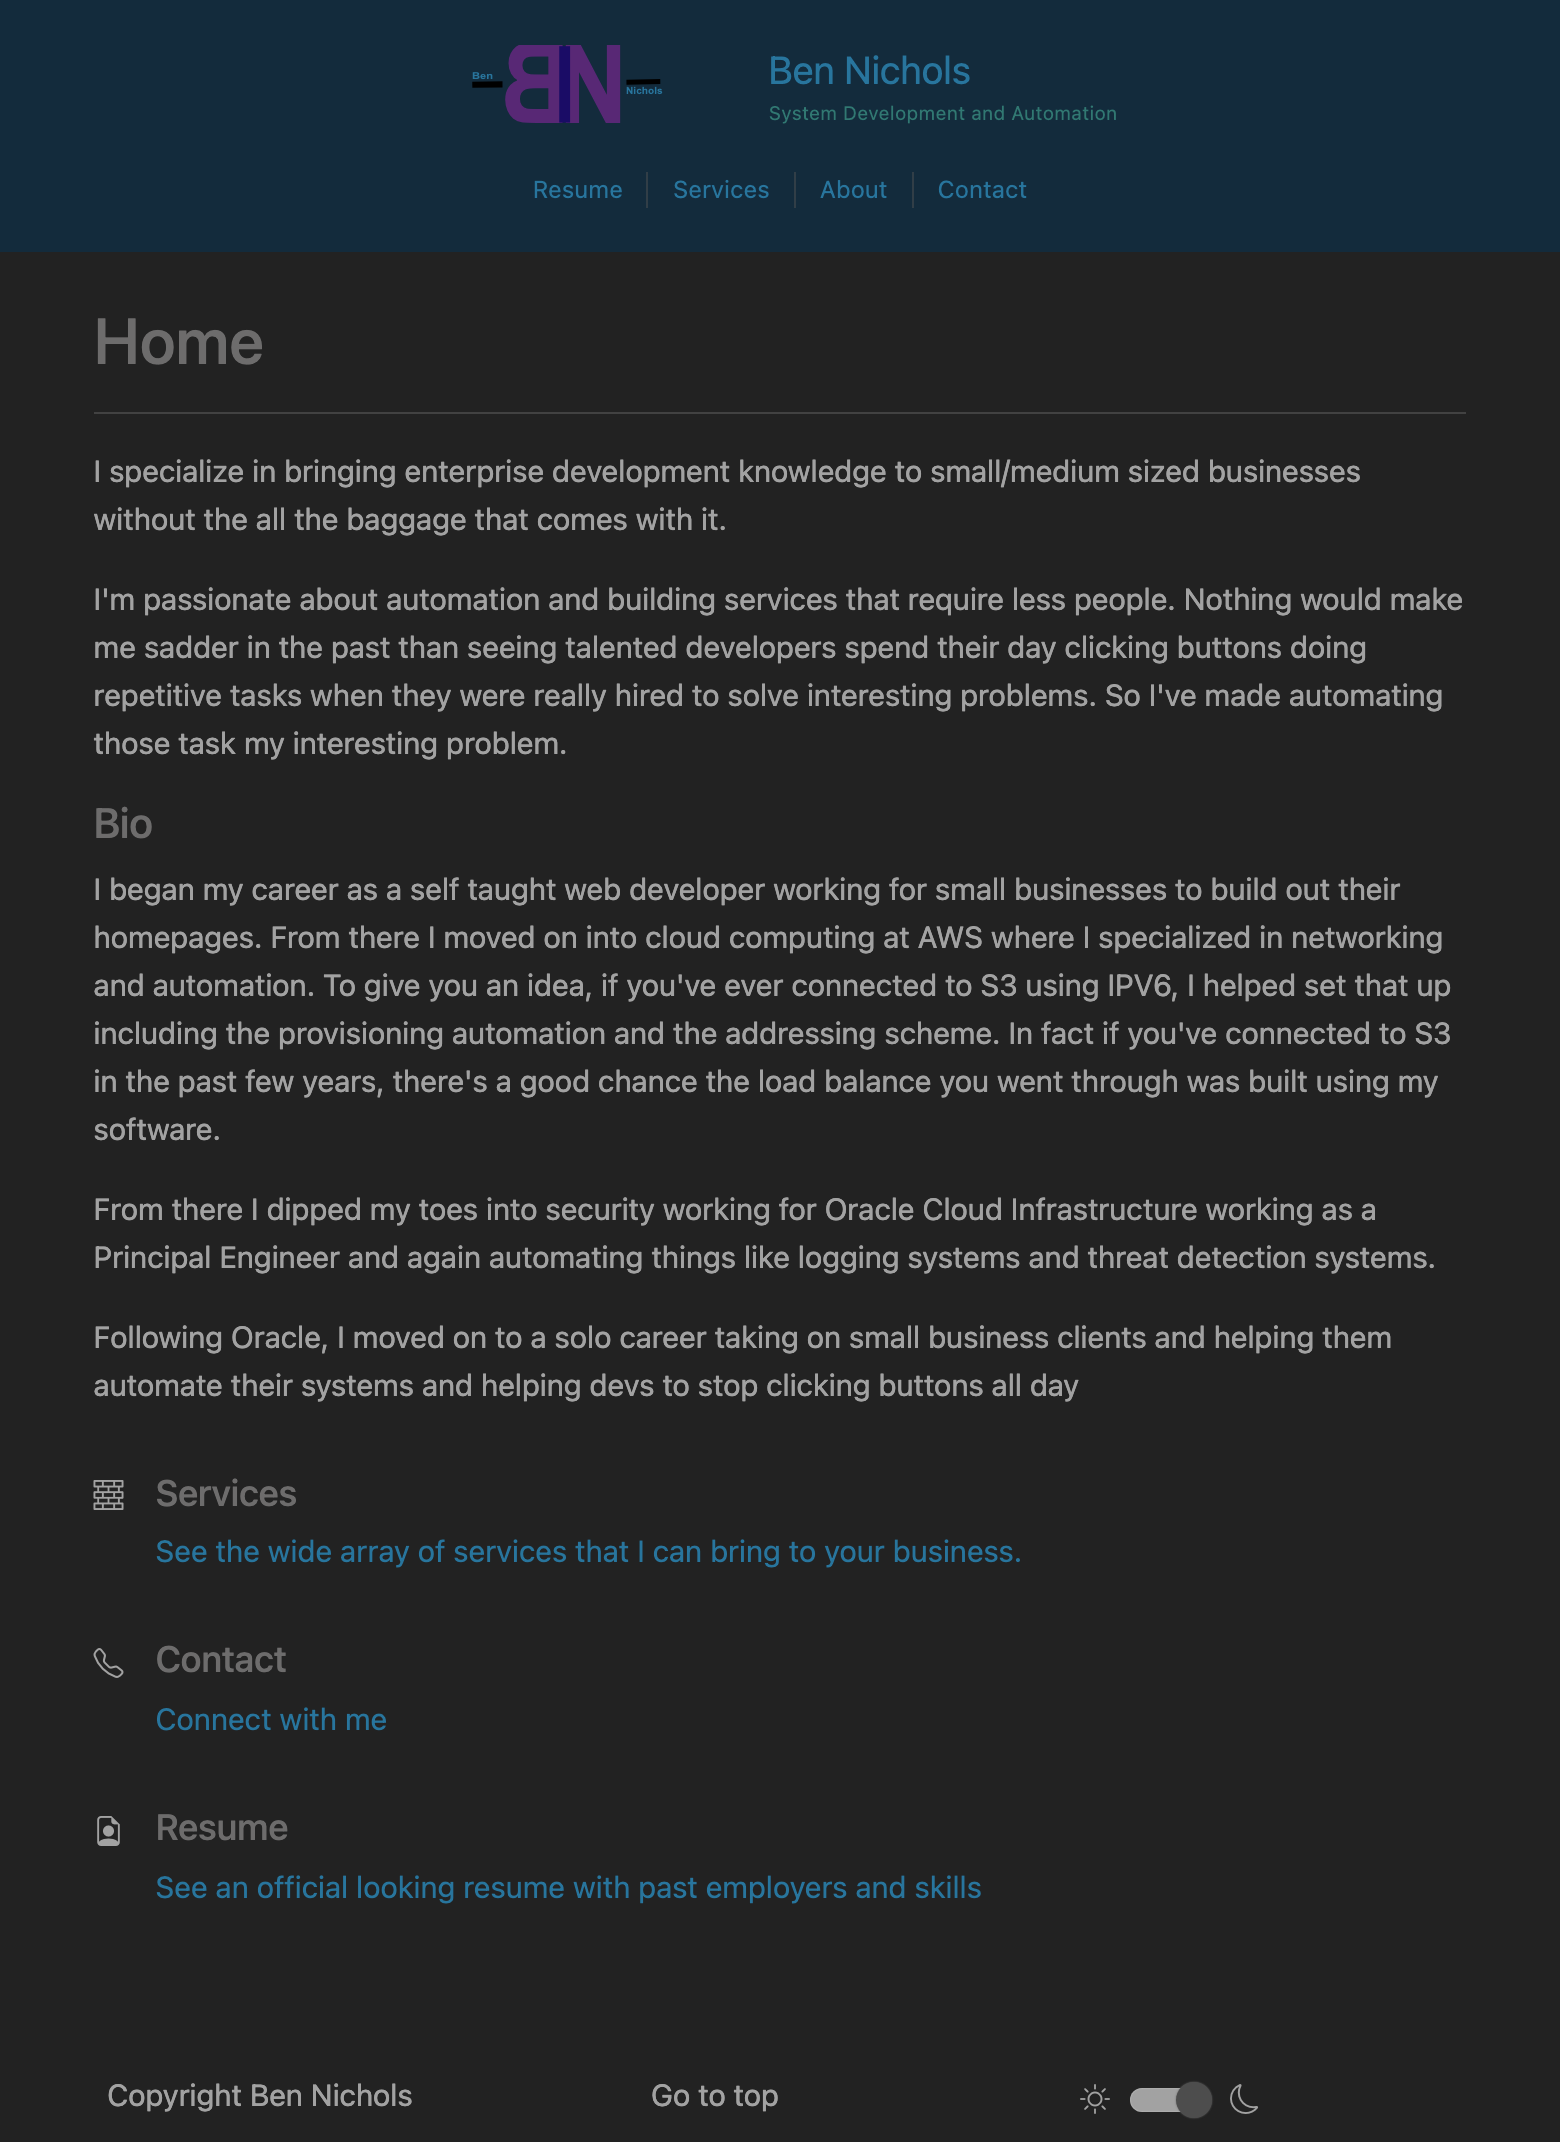 Ben
BN
Nichols
Ben Nichols
System Development and Automation
Resume
Services
About
Contact
Home
I specialize in bringing enterprise development knowledge to small/medium sized businesses
without the all the baggage that comes with it.
I'm passionate about automation and building services that require less people. Nothing would make
me sadder in the past than seeing talented developers spend their day clicking buttons doing
repetitive tasks when they were really hired to solve interesting problems. So I've made automating
those task my interesting problem.
Bio
I began my career as a self taught web developer working for small businesses to build out their
homepages. From there I moved on into cloud computing at AWS where I specialized in networking
and automation. To give you an idea, if you've ever connected to S3 using IPV6, I helped set that up
including the provisioning automation and the addressing scheme. In fact if you've connected to S3
in the past few years, there's a good chance the load balance you went through was built using my
software.
From there I dipped my toes into security working for Oracle Cloud Infrastructure working as a
Principal Engineer and again automating things like logging systems and threat detection systems.
Following Oracle, I moved on to a solo career taking on small business clients and helping them
automate their systems and helping devs to stop clicking buttons all day
Services
See the wide array of services that I can bring to your business.
Contact
Connect with me
Resume
See an official looking resume with past employers and skills
Copyright Ben Nichols
Go to top